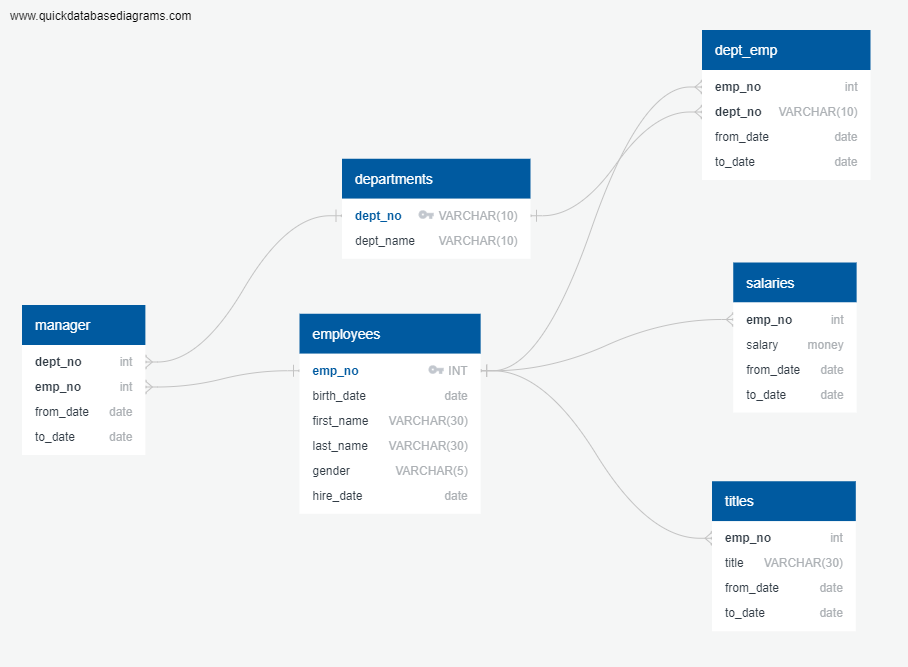 www.quickdatabasediagrams.com
dept_emp
emp_no int
dept_no VARCHAR(10)
from_date date
to_date date
departments
dept_no VARCHAR(10)
dept_name VARCHAR(10)
salaries
emp_no int
salary money
from_date date
to_date date
manager
dept_no int
emp_no int
from_date date
to_date date
employees
emp_no INT
birth_date date
first_name VARCHAR(30)
last_name VARCHAR(30)
gender VARCHAR(5)
hire_date date
titles
emp_no int
title VARCHAR(30)
from_date date
to_date date